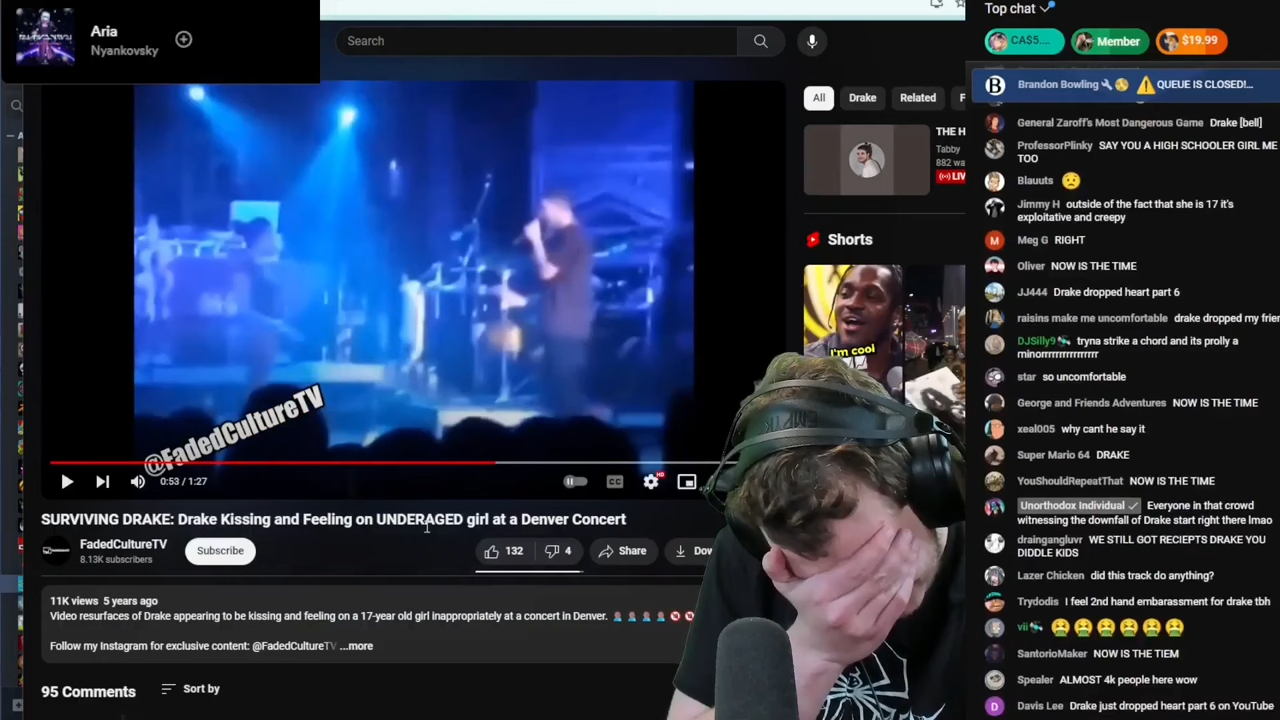 Aria
Nyankovsky
Search
Top chat
CA$5....
Member
$19.99
Brandon Bowling QUEUE IS CLOSED!...
General Zaroff's Most Dangerous Game Drake [bell]
ProfessorPlinky SAY YOU A HIGH SCHOOLER GIRL ME
TOO
Blauuts
Jimmy H outside of the fact that she is 17 it's
exploitative and creepy
Meg G RIGHT
Oliver NOW IS THE TIME
JJ444 Drake dropped heart part 6
raisins make me uncomfortable drake dropped my frien
DJSilly9 tryna strike a chord and its prolly a
minorrrrrrrrrrrrrrrrr
star so uncomfortable
George and Friends Adventures NOW IS THE TIME
xeal005 why cant he say it
Super Mario 64 DRAKE
YouShouldRepeatThat NOW IS THE TIME
Unorthodox Individual Everyone in that crowd
witnessing the downfall of Drake start right there lmao
draingangluvr WE STILL GOT RECIEPTS DRAKE YOU
DIDDLE KIDS
Lazer Chicken did this track do anything?
Trydodis I feel 2nd hand embarassment for drake tbh
vii
SantorioMaker NOW IS THE TIEM
Spealer ALMOST 4k people here wow
Davis Lee Drake just dropped heart part 6 on YouTube
All
Drake
Related
F
THE H
Tabby
882 wa
LIVE
Shorts
I'm cool
@FadedCultureTV
0:53 / 1:27
CC
HD
SURVIVING DRAKE: Drake Kissing and Feeling on UNDERAGED girl at a Denver Concert
FadedCultureTV
8.13K subscribers
Subscribe
132
4
Share
Dow
11K views 5 years ago
Video resurfaces of Drake appearing to be kissing and feeling on a 17-year old girl inappropriately at a concert in Denver.
Follow my Instagram for exclusive content: @FadedCultureTV ...more
95 Comments
Sort by